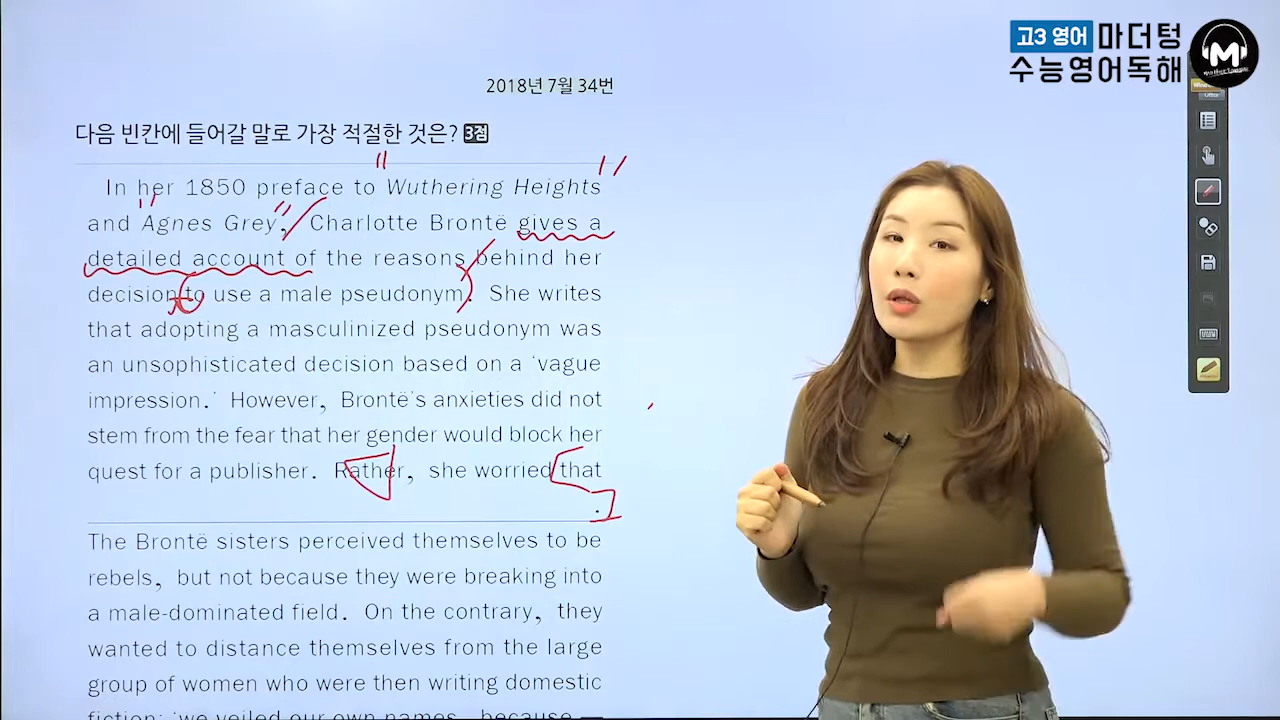 고3 영어 마더텅
수능영어독해
M
2018년 7월 34번
다음 빈칸에 들어갈 말로 가장 적절한 것은? 3점
In her 1850 preface to Wuthering Heights
and Agnes Grey, Charlotte Brontë gives a
detailed account of the reasons behind her
decision to use a male pseudonym. She writes
that adopting a masculinized pseudonym was
an unsophisticated decision based on a ‘vague
impression.’ However, Brontë’s anxieties did not
stem from the fear that her gender would block her
quest for a publisher. Rather, she worried that
.
The Brontë sisters perceived themselves to be
rebels, but not because they were breaking into
a male-dominated field. On the contrary, they
wanted to distance themselves from the large
group of women who were then writing domestic
fiction: ‘we veiled our own names, because —